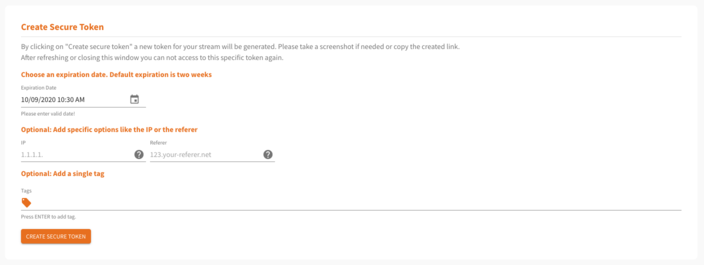 Create Secure Token
By clicking on "Create secure token" a new token for your stream will be generated. Please take a screenshot if needed or copy the created link.
After refreshing or closing this window you can not access to this specific token again.
Choose an expiration date. Default expiration is two weeks
Expiration Date
10/09/2020 10:30 AM
Please enter valid date!
Optional: Add specific options like the IP or the referer
IP Referer
1.1.1.1. ? 123.your-referer.net ?
Optional: Add a single tag
Tags
Press ENTER to add tag.
CREATE SECURE TOKEN